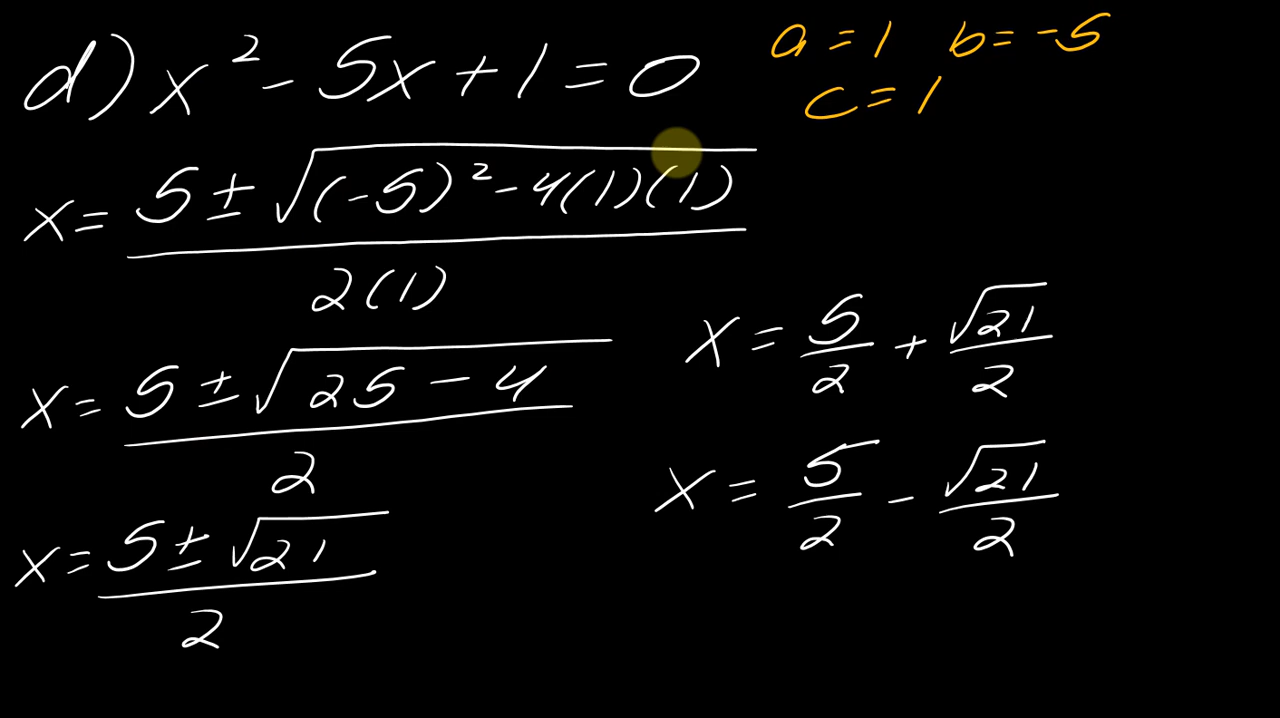 d) x² - 5x + 1 = 0
a = 1 b = -5
c = 1
x = (5 ± √((-5)² - 4(1)(1))) / 2(1)
x = (5 ± √(25 - 4)) / 2
x = (5 ± √21) / 2
x = 5/2 + √21/2
x = 5/2 - √21/2